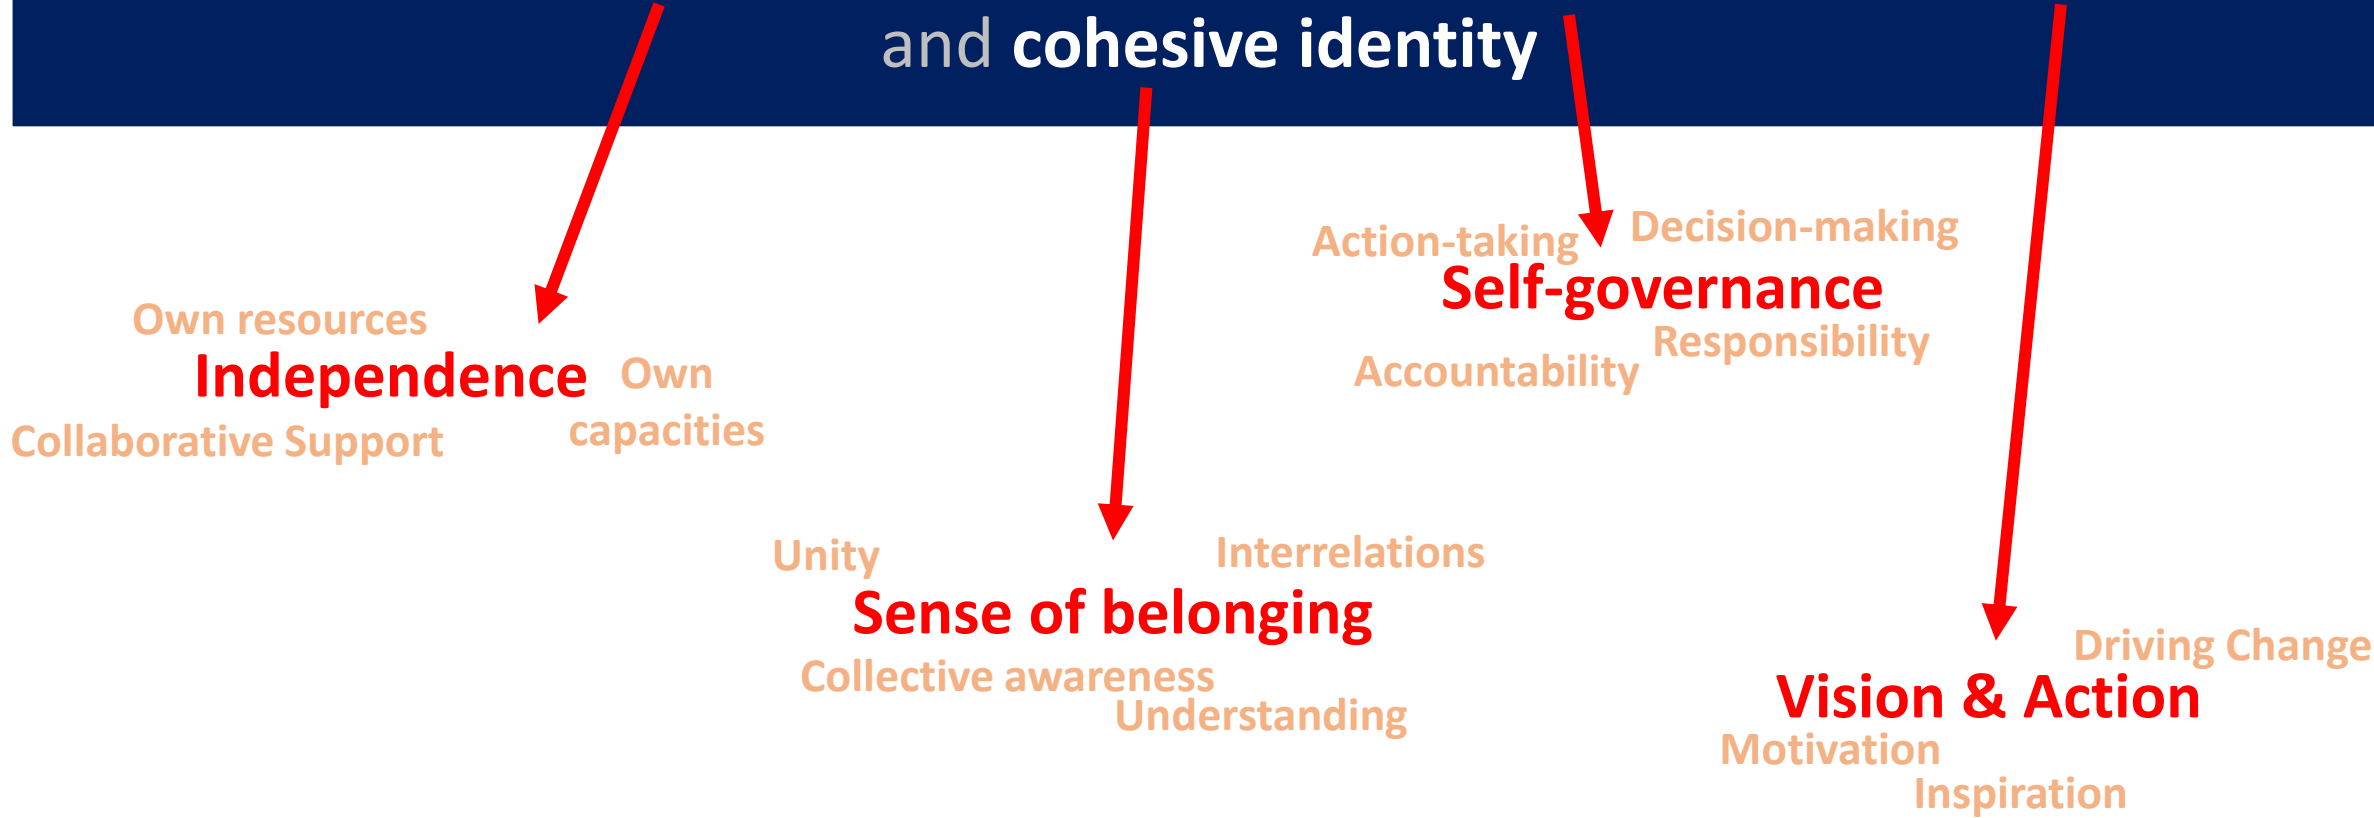 and cohesive identity
Action-taking
Decision-making
Self-governance
Responsibility
Accountability
Own resources
Independence
Own
capacities
Collaborative Support
Unity
Interrelations
Sense of belonging
Collective awareness
Understanding
Driving Change
Vision & Action
Motivation
Inspiration